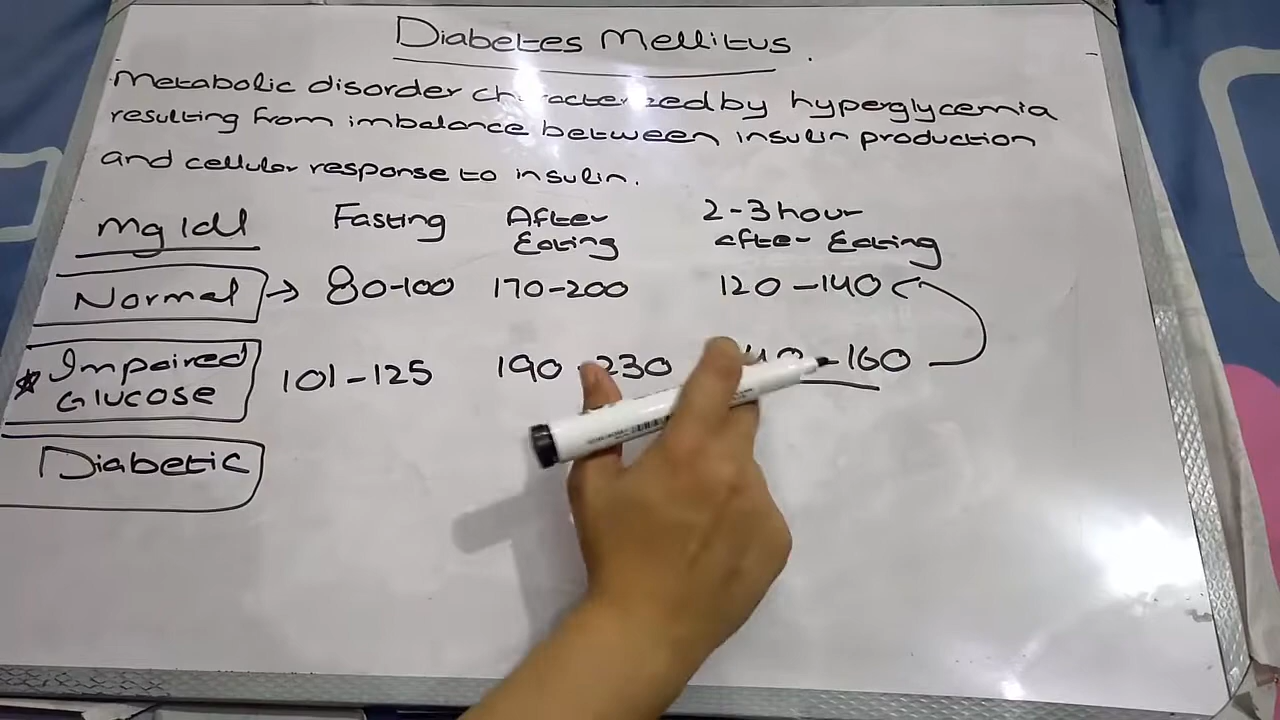 Diabetes Mellitus.
Metabolic disorder characterized by hyperglycemia
resulting from imbalance between insulin production
and cellular response to insulin.
mg/dl Fasting After Eating 2-3 hour after Eating
Normal → 80-100 170-200 120-140
Impaired Glucose 101-125 190-230 -160
Diabetic